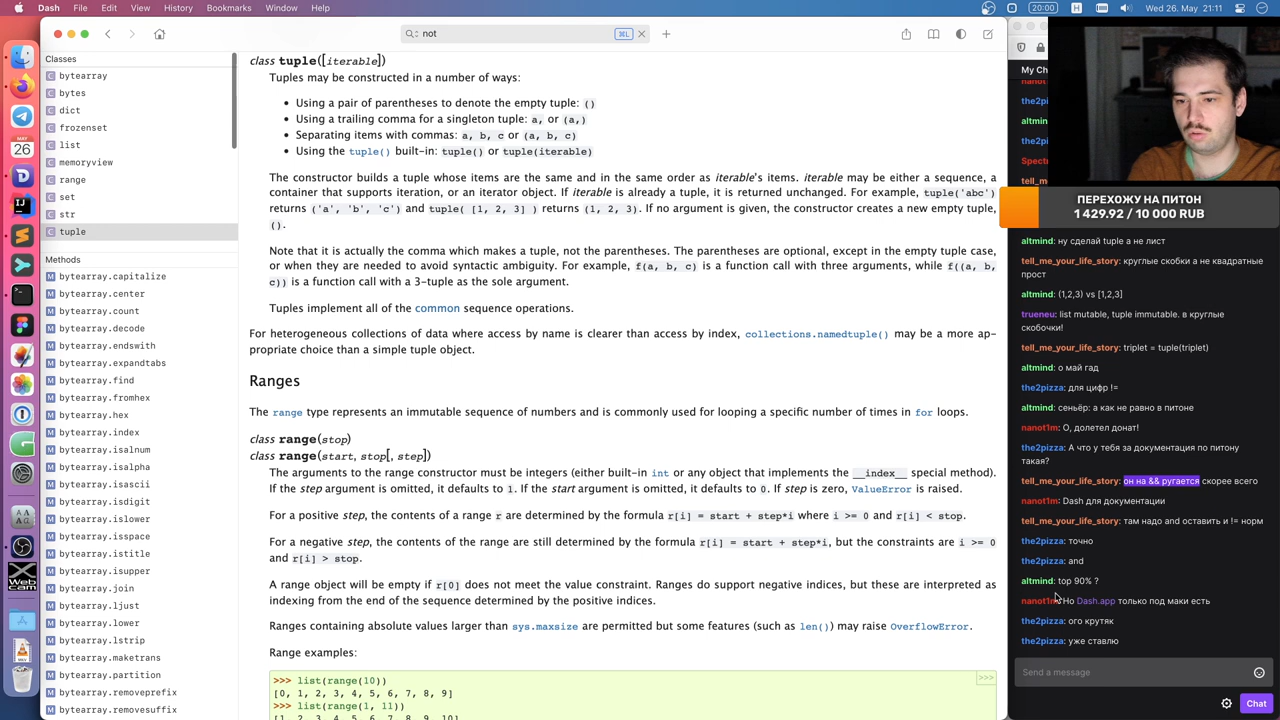 Dash
File
Edit
View
History
Bookmarks
Window
Help
not
⌘L
Classes
bytearray
bytes
dict
frozenset
list
memoryview
range
set
str
tuple
Methods
bytearray.capitalize
bytearray.center
bytearray.count
bytearray.decode
bytearray.endswith
bytearray.expandtabs
bytearray.find
bytearray.fromhex
bytearray.hex
bytearray.index
bytearray.isalnum
bytearray.isalpha
bytearray.isascii
bytearray.isdigit
bytearray.islower
bytearray.isspace
bytearray.istitle
bytearray.isupper
bytearray.join
bytearray.ljust
bytearray.lower
bytearray.lstrip
bytearray.maketrans
bytearray.partition
bytearray.removeprefix
bytearray.removesuffix
class tuple([iterable])
Tuples may be constructed in a number of ways:
• Using a pair of parentheses to denote the empty tuple: ()
• Using a trailing comma for a singleton tuple: a, or (a,)
• Separating items with commas: a, b, c or (a, b, c)
• Using the tuple() built-in: tuple() or tuple(iterable)
The constructor builds a tuple whose items are the same and in the same order as iterable's items. iterable may be either a sequence, a
container that supports iteration, or an iterator object. If iterable is already a tuple, it is returned unchanged. For example, tuple('abc')
returns ('a', 'b', 'c') and tuple( [1, 2, 3] ) returns (1, 2, 3). If no argument is given, the constructor creates a new empty tuple,
().
Note that it is actually the comma which makes a tuple, not the parentheses. The parentheses are optional, except in the empty tuple case,
or when they are needed to avoid syntactic ambiguity. For example, f(a, b, c) is a function call with three arguments, while f((a, b,
c)) is a function call with a 3-tuple as the sole argument.
Tuples implement all of the common sequence operations.
For heterogeneous collections of data where access by name is clearer than access by index, collections.namedtuple() may be a more ap-
propriate choice than a simple tuple object.
Ranges
The range type represents an immutable sequence of numbers and is commonly used for looping a specific number of times in for loops.
class range(stop)
class range(start, stop[, step])
The arguments to the range constructor must be integers (either built-in int or any object that implements the __index__ special method).
If the step argument is omitted, it defaults to 1. If the start argument is omitted, it defaults to 0. If step is zero, ValueError is raised.
For a positive step, the contents of a range r are determined by the formula r[i] = start + step*i where i >= 0 and r[i] < stop.
For a negative step, the contents of the range are still determined by the formula r[i] = start + step*i, but the constraints are i >= 0
and r[i] > stop.
A range object will be empty if r[0] does not meet the value constraint. Ranges do support negative indices, but these are interpreted as
indexing from the end of the sequence determined by the positive indices.
Ranges containing absolute values larger than sys.maxsize are permitted but some features (such as len()) may raise OverflowError.
Range examples:
>>> list(range(10))
[0, 1, 2, 3, 4, 5, 6, 7, 8, 9]
>>> list(range(1, 11))
[1, 2, 3, 4, 5, 6, 7, 8, 9, 10]
>>>
MAY
26
XCam
WEBCAMERA
My Ch
the2pi
altmin
the2pi
Spectr
tell_me
ПЕРЕХОЖУ НА ПИТОН
1 429.92 / 10 000 RUB
altmind: ну сделай tuple а не лист
tell_me_your_life_story: круглые скобки а не квадратные
прост
altmind: (1,2,3) vs [1,2,3]
trueneu: list mutable, tuple immutable. в круглые
скобочки!
tell_me_your_life_story: triplet = tuple(triplet)
altmind: о май гад
the2pizza: для цифр !=
altmind: сеньёр: а как не равно в питоне
nanot1m: О, долетел донат!
the2pizza: А что у тебя за документация по питону
такая?
tell_me_your_life_story: он на && ругается скорее всего
nanot1m: Dash для документации
tell_me_your_life_story: там надо and оставить и != норм
the2pizza: точно
the2pizza: and
altmind: top 90% ?
nanot1m: Но Dash.app только под маки есть
the2pizza: ого крутяк
the2pizza: уже ставлю
Send a message
Chat